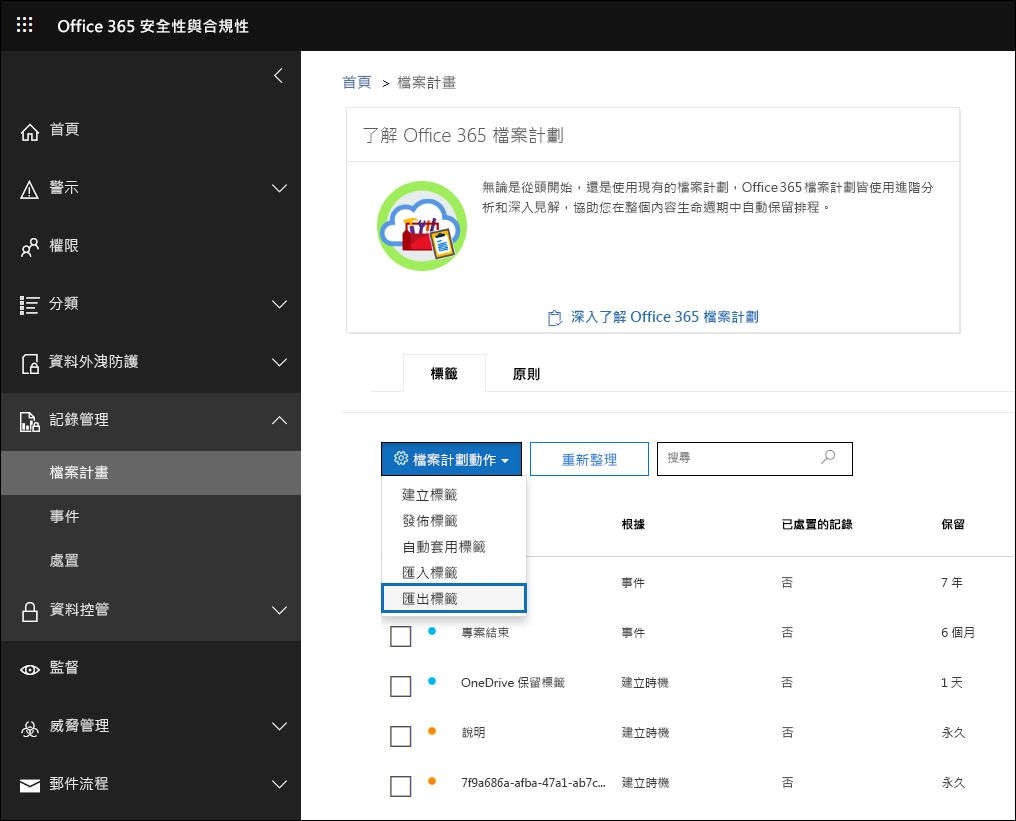 Office 365 安全性與合規性
首頁
警示
權限
分類
資料外洩防護
記錄管理
檔案計畫
事件
處置
資料控管
監督
威脅管理
郵件流程
首頁 > 檔案計畫
了解 Office 365 檔案計劃
無論是從頭開始，還是使用現有的檔案計劃，Office 365 檔案計劃皆使用進階分
析和深入見解，協助您在整個內容生命週期中自動保留排程。
深入了解 Office 365 檔案計劃
標籤 原則
檔案計劃動作 重新整理 搜尋
建立標籤
發佈標籤
自動套用標籤
匯入標籤
匯出標籤
根據 已處置的記錄 保留
事件 否 7 年
專案結束 事件 否 6 個月
OneDrive 保留標籤 建立時機 否 1 天
說明 建立時機 否 永久
7f9a686a-afba-47a1-ab7c... 建立時機 否 永久